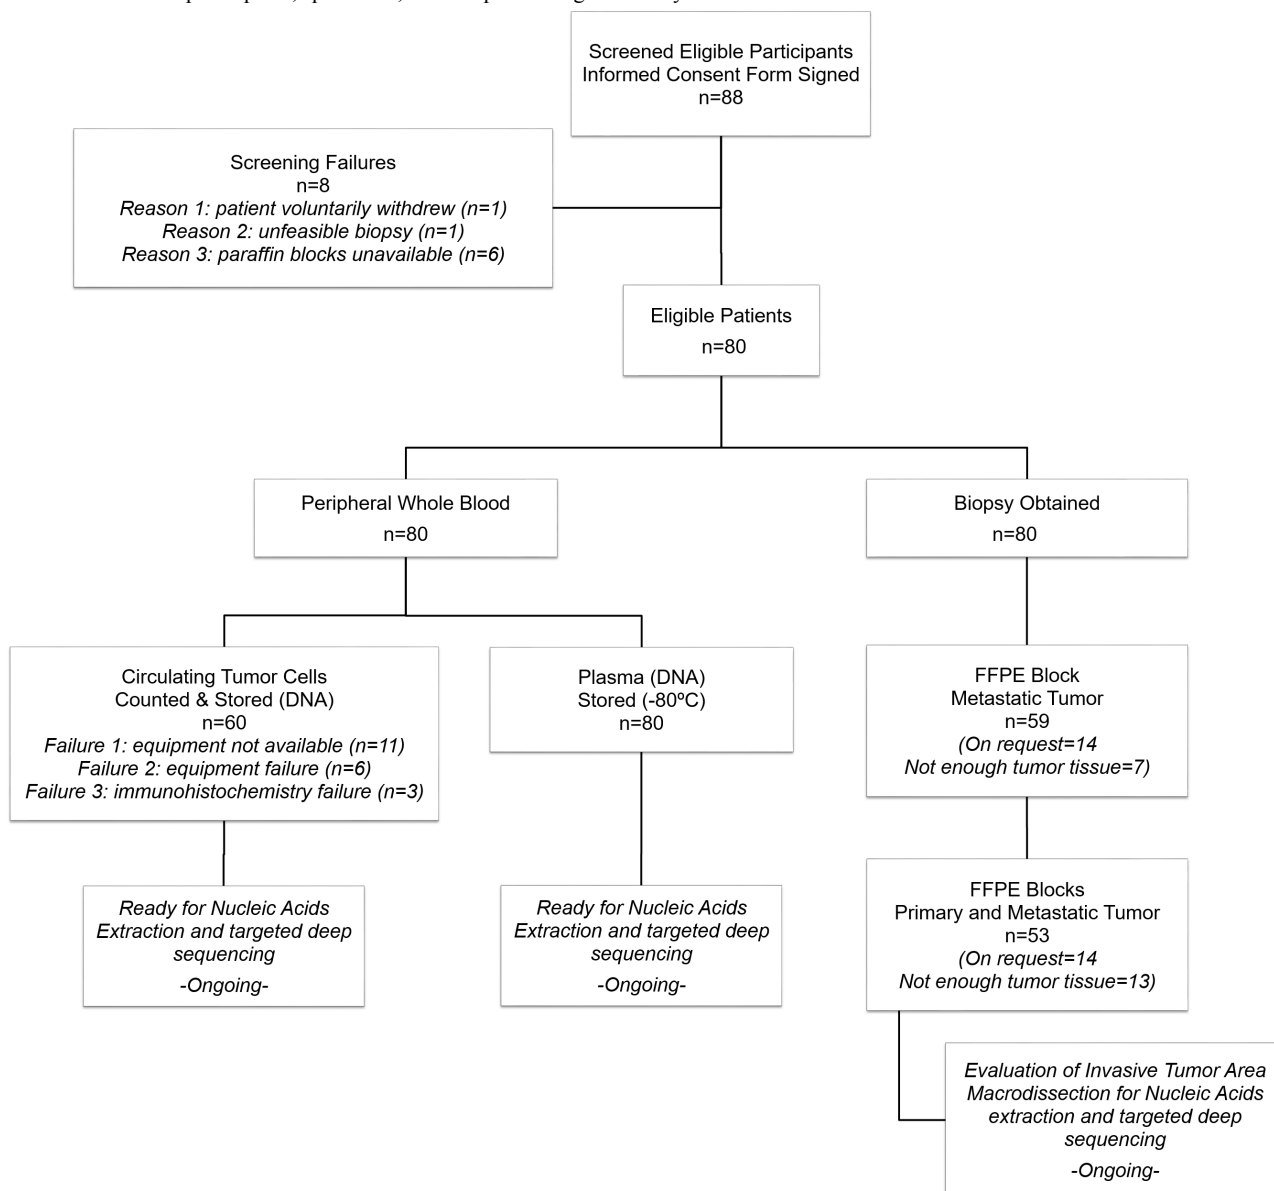 Screened Eligible Participants
Informed Consent Form Signed
n=88
Screening Failures
n=8
Reason 1: patient voluntarily withdrew (n=1)
Reason 2: unfeasible biopsy (n=1)
Reason 3: paraffin blocks unavailable (n=6)
Eligible Patients
n=80
Peripheral Whole Blood
n=80
Biopsy Obtained
n=80
Circulating Tumor Cells
Counted & Stored (DNA)
n=60
Failure 1: equipment not available (n=11)
Failure 2: equipment failure (n=6)
Failure 3: immunohistochemistry failure (n=3)
Plasma (DNA)
Stored (-80ºC)
n=80
FFPE Block
Metastatic Tumor
n=59
(On request=14
Not enough tumor tissue=7)
Ready for Nucleic Acids
Extraction and targeted deep
sequencing
-Ongoing-
Ready for Nucleic Acids
Extraction and targeted deep
sequencing
-Ongoing-
FFPE Blocks
Primary and Metastatic Tumor
n=53
(On request=14
Not enough tumor tissue=13)
Evaluation of Invasive Tumor Area
Macrodissection for Nucleic Acids
extraction and targeted deep
sequencing
-Ongoing-